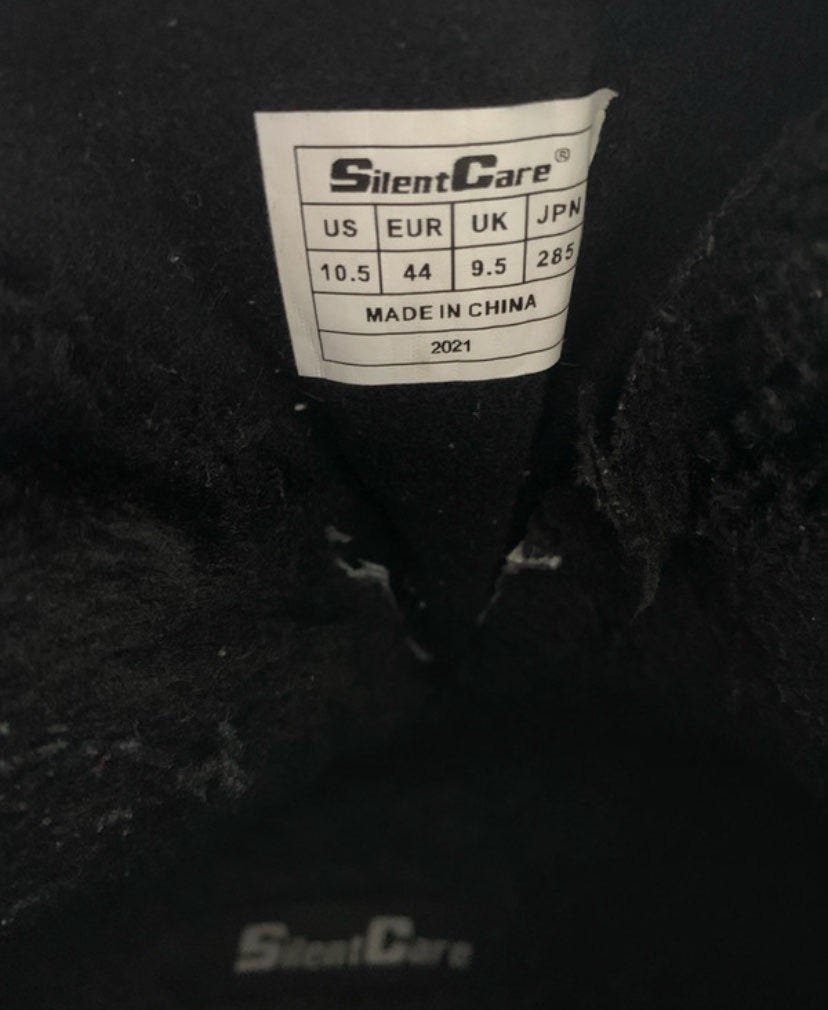 SilentCare®
US EUR UK JPN
10.5 44 9.5 285
MADE IN CHINA
2021
SilentCare